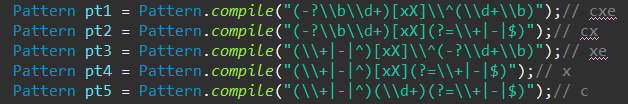 Pattern pt1 = Pattern.compile("(-?\\b\\d+)[xX]\\^(\\d+\\b)");// cxe
Pattern pt2 = Pattern.compile("(-?\\b\\d+)[xX](?=\\+|-|$)");// cx
Pattern pt3 = Pattern.compile("(\\+|-|^)[xX]\\^(-?\\d+\\b)");// xe
Pattern pt4 = Pattern.compile("(\\+|-|^)[xX](?=\\+|-|$)");// x
Pattern pt5 = Pattern.compile("(\\+|-|^)(\\d+)(?=\\+|-|$)");// c